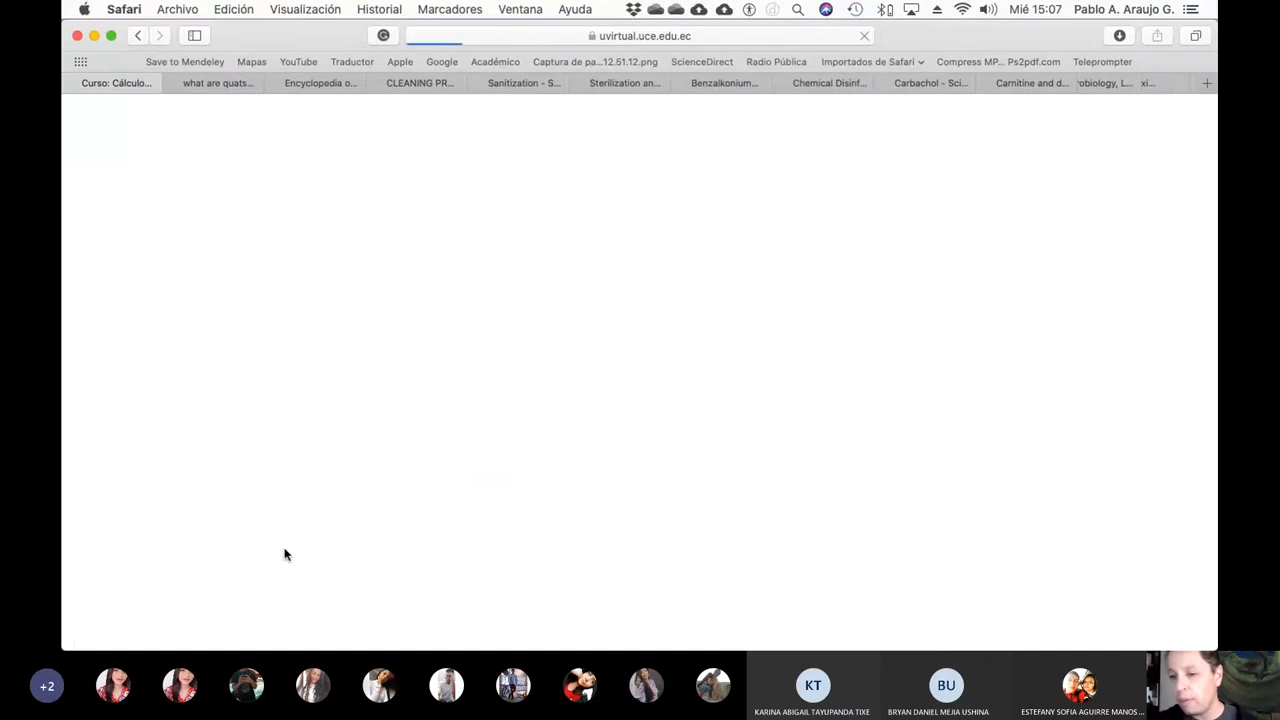 Safari Archivo Edición Visualización Historial Marcadores Ventana Ayuda Mié 15:07 Pablo A. Araujo G.
uvirtual.uce.edu.ec
Save to Mendeley Mapas YouTube Traductor Apple Google Académico Captura de pa...12.51.12.png ScienceDirect Radio Pública Importados de Safari Compress MP... Ps2pdf.com Teleprompter
Curso: Cálculo... what are quats... Encyclopedia o... CLEANING PR... Sanitization - S... Sterilization an... Benzalkonium... Chemical Disinf... Carbachol - Sci... Carnitine and d... robiology, L... xi...
+2 KT BU
KARINA ABIGAIL TAYUPANDA TIXE BRYAN DANIEL MEJIA USHINA ESTEFANY SOFIA AGUIRRE MANOS ...